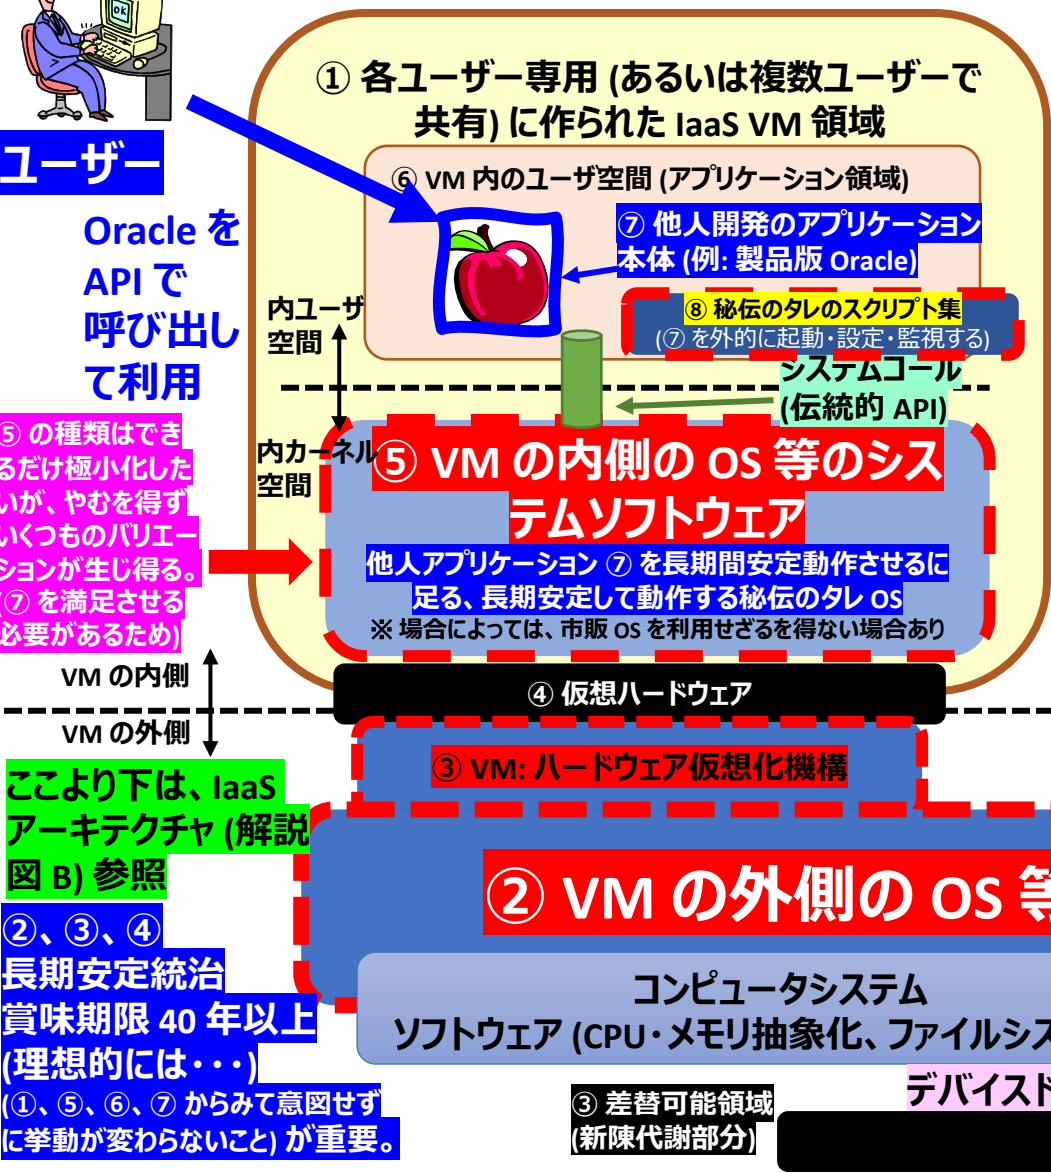 OK
① 各ユーザー専用 (あるいは複数ユーザーで
共有) に作られた IaaS VM 領域
ユーザー
⑥ VM 内のユーザ空間 (アプリケーション領域)
Oracle を
API で
呼び出し
て利用
⑦ 他人開発のアプリケーション
本体 (例: 製品版 Oracle)
内ユーザ
空間
⑧ 秘伝のタレのスクリプト集
(⑦ を外的に起動・設定・監視する)
システムコール
(伝統的 API)
内カーネル
空間
⑤ の種類はでき
るだけ極小化した
いが、やむを得ず
いくつものバリエー
ションが生じ得る。
(⑦ を満足させる
必要があるため)
⑤ VM の内側の OS 等のシス
テムソフトウェア
他人アプリケーション ⑦ を長期間安定動作させるに
足る、長期安定して動作する秘伝のタレ OS
※ 場合によっては、市販 OS を利用せざるを得ない場合あり
VM の内側
④ 仮想ハードウェア
VM の外側
③ VM: ハードウェア仮想化機構
ここより下は、IaaS
アーキテクチャ (解説
図 B) 参照
② VM の外側の OS 等
②、③、④
長期安定統治
賞味期限 40 年以上
(理想的には・・・)
(①、⑤、⑥、⑦ からみて意図せず
に挙動が変わらないこと) が重要。
コンピュータシステム
ソフトウェア (CPU・メモリ抽象化、ファイルシス
デバイスド
③ 差替可能領域
(新陳代謝部分)